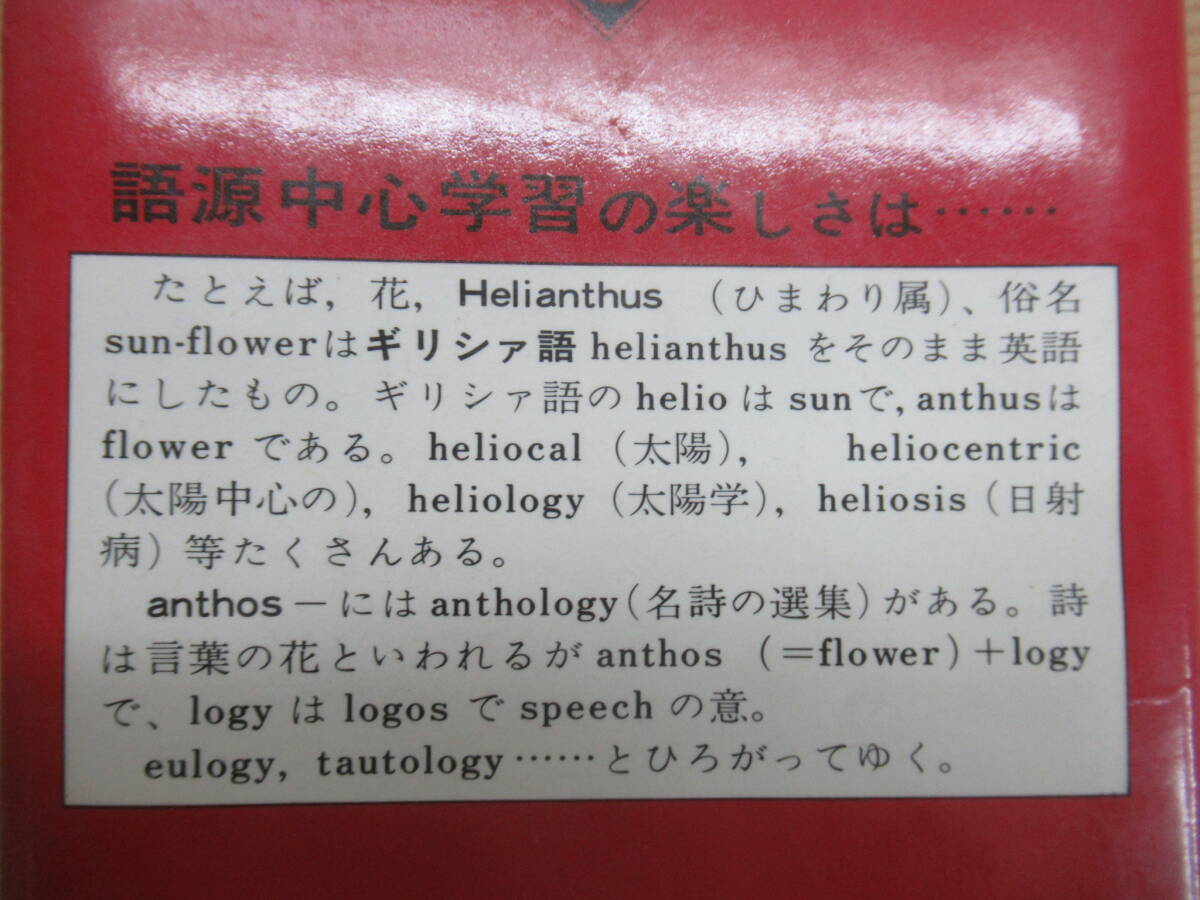 語源中心学習の楽しさは……
たとえば，花，Helianthus （ひまわり属）、俗名
sun-flowerはギリシァ語 helianthus をそのまま英語
にしたもの。ギリシァ語の helio は sunで, anthusは
flower である。heliocal （太陽）， heliocentric
（太陽中心の），heliology （太陽学），heliosis （日射
病）等たくさんある。
anthos－には anthology（名詩の選集）がある。詩
は言葉の花といわれるが anthos （＝flower）＋logy
で、logy は logos で speech の意。
eulogy, tautology……とひろがってゆく。